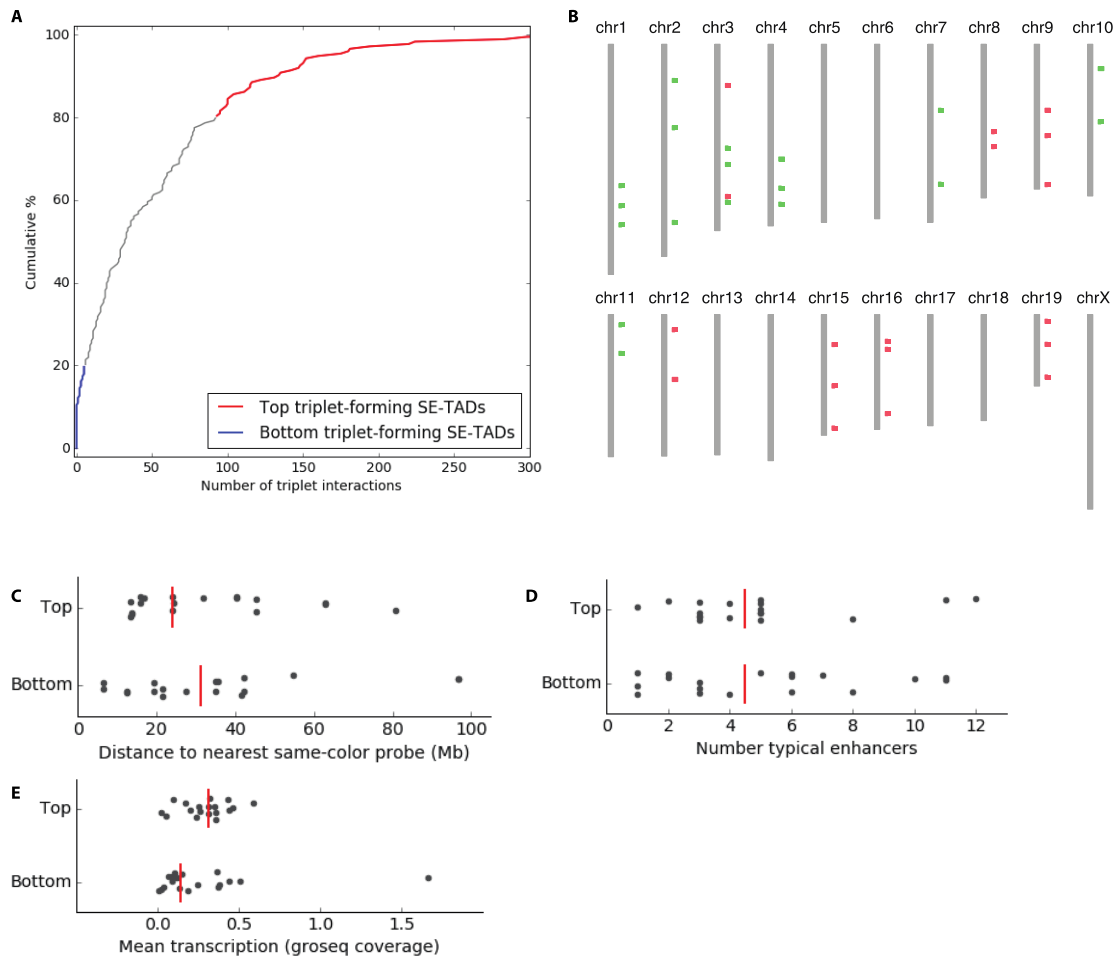 A
100
80
60
40
20
0
Cumulative %
0 50 100 150 200 250 300
Number of triplet interactions
Top triplet-forming SE-TADs
Bottom triplet-forming SE-TADs
B
chr1 chr2 chr3 chr4 chr5 chr6 chr7 chr8 chr9 chr10
chr11 chr12 chr13 chr14 chr15 chr16 chr17 chr18 chr19 chrX
C
Top
Bottom
0 20 40 60 80 100
Distance to nearest same-color probe (Mb)
D
Top
Bottom
0 2 4 6 8 10 12
Number typical enhancers
E
Top
Bottom
0.0 0.5 1.0 1.5
Mean transcription (groseq coverage)